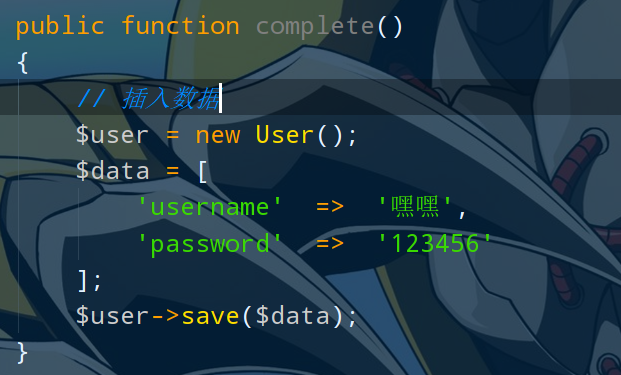 public function complete()
{
// 插入数据
$user = new User();
$data = [
'username' => '嘿嘿',
'password' => '123456'
];
$user->save($data);
}